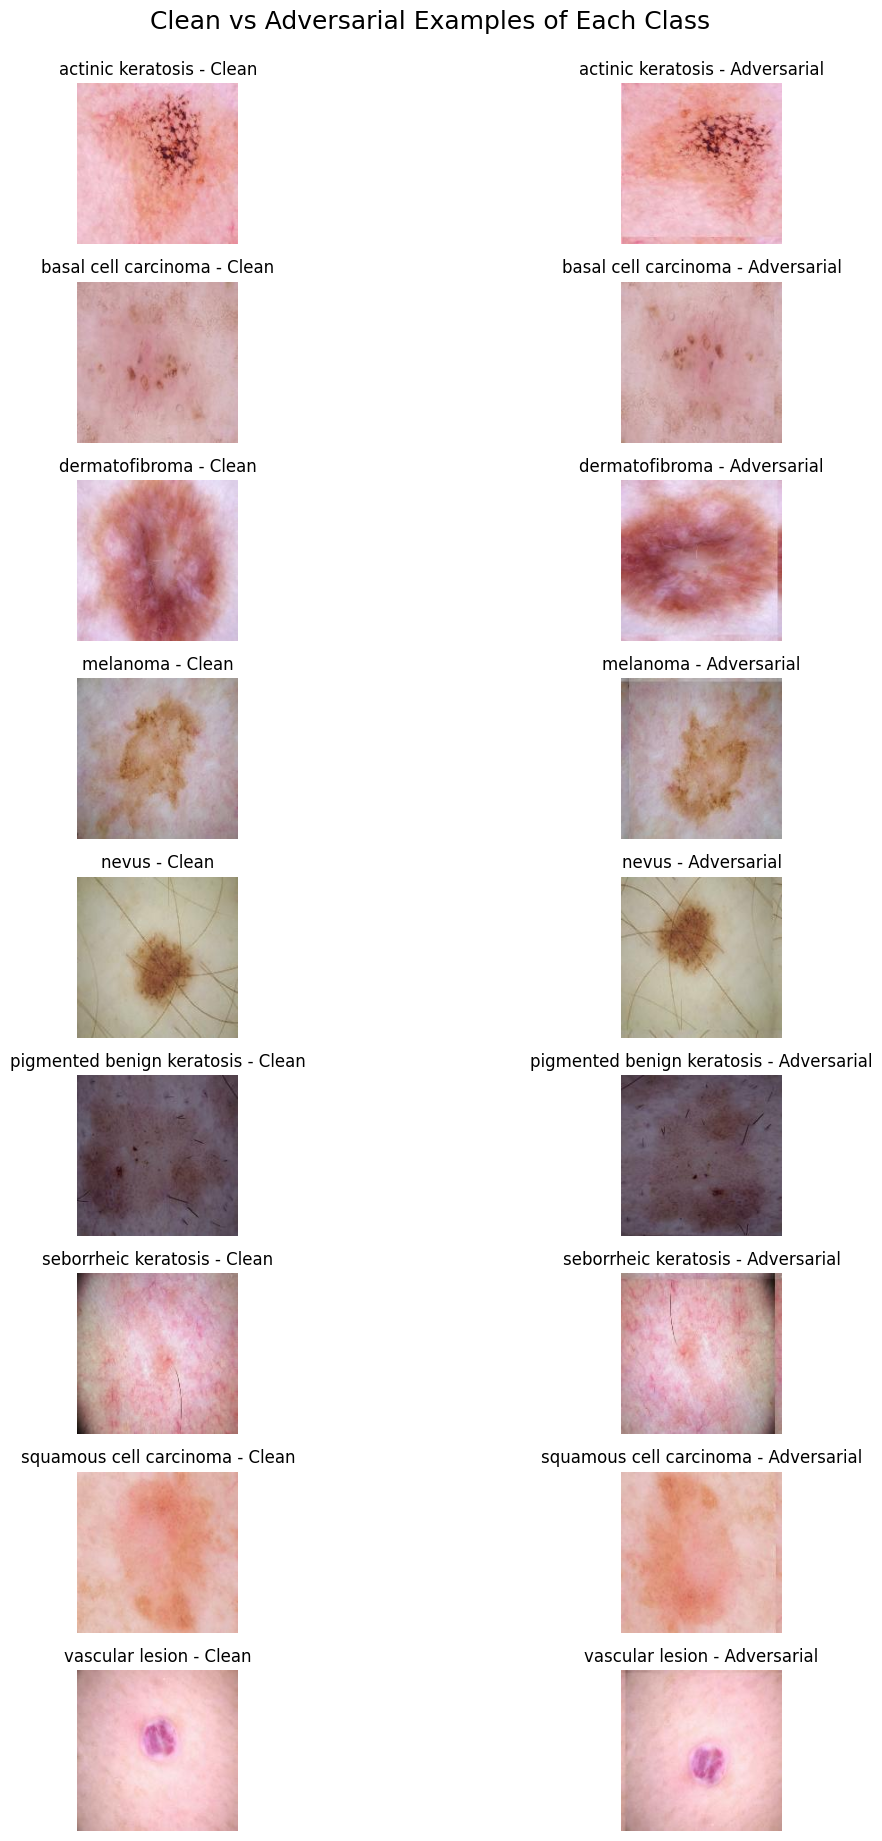 Clean vs Adversarial Examples of Each Class
actinic keratosis - Clean
actinic keratosis - Adversarial
basal cell carcinoma - Clean
basal cell carcinoma - Adversarial
dermatofibroma - Clean
dermatofibroma - Adversarial
melanoma - Clean
melanoma - Adversarial
nevus - Clean
nevus - Adversarial
pigmented benign keratosis - Clean
pigmented benign keratosis - Adversarial
seborrheic keratosis - Clean
seborrheic keratosis - Adversarial
squamous cell carcinoma - Clean
squamous cell carcinoma - Adversarial
vascular lesion - Clean
vascular lesion - Adversarial